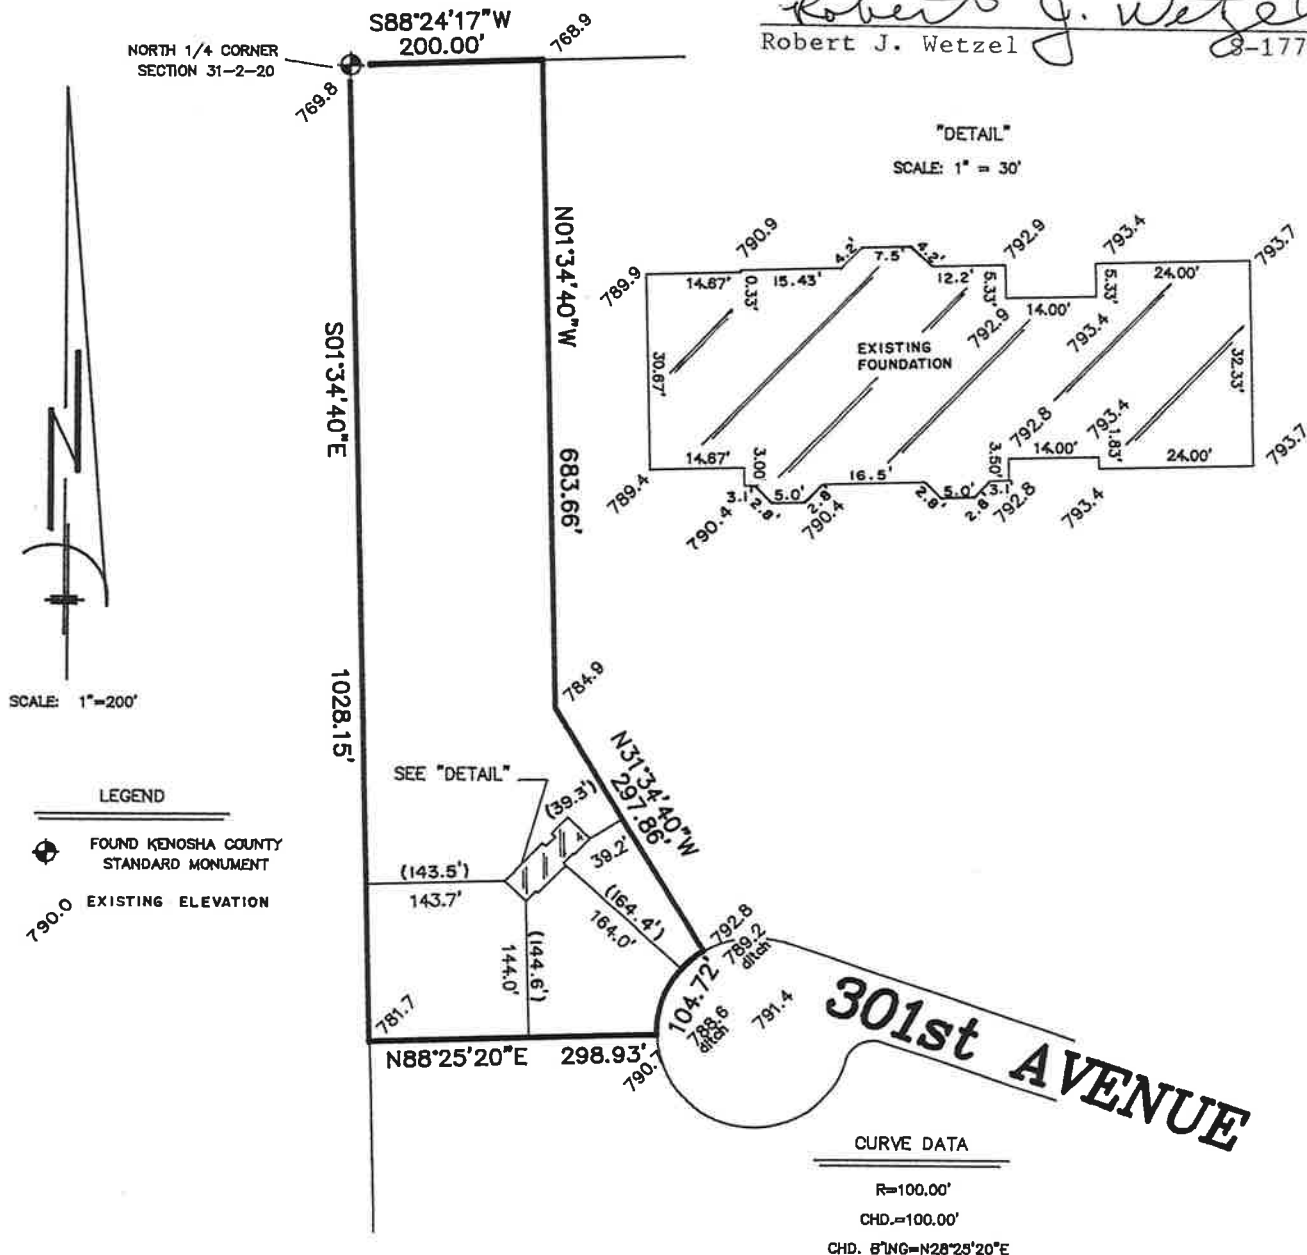 S88°24'17"W
200.00'
768.9
NORTH 1/4 CORNER
SECTION 31-2-20
769.8
Robert J. Wetzel
Robert J. Wetzel S-177
"DETAIL"
SCALE: 1" = 30'
789.9
790.9
792.9
793.4
793.7
14.67'
0.33'
15.43'
4.2'
7.5'
4.2'
12.2'
5.33'
14.00'
5.33'
24.00'
792.9
793.4
EXISTING
FOUNDATION
30.67'
32.33'
792.8
793.4
14.67'
3.00'
16.5'
3.50'
14.00'
1.83'
24.00'
793.7
789.4
3.1'
2.8'
5.0'
2.8'
2.8'
5.0'
2.8'
3.1'
790.4
790.4
792.8
793.4
N01°34'40"W
683.66'
S01°34'40"E
1028.15'
SCALE: 1"=200'
784.9
N31°34'40"W
297.86'
SEE "DETAIL"
(39.3')
39.2'
LEGEND
FOUND KENOSHA COUNTY
STANDARD MONUMENT
790.0 EXISTING ELEVATION
(143.5')
143.7'
(164.4')
164.0'
(144.6')
144.0'
792.8
789.2
ditch
104.72'
788.6
ditch
791.4
781.7
N88°25'20"E 298.93'
790.7
301st AVENUE
CURVE DATA
R=100.00'
CHD.=100.00'
CHD. B'ING=N28°25'20"E